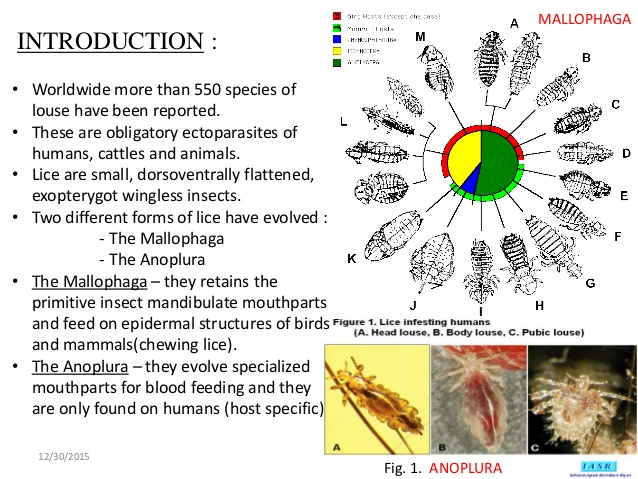 INTRODUCTION :
• Worldwide more than 550 species of
louse have been reported.
• These are obligatory ectoparasites of
humans, cattles and animals.
• Lice are small, dorsoventrally flattened,
exopterygot wingless insects.
• Two different forms of lice have evolved :
- The Mallophaga
- The Anoplura
• The Mallophaga – they retains the
primitive insect mandibulate mouthparts
and feed on epidermal structures of birds
and mammals(chewing lice).
• The Anoplura – they evolve specialized
mouthparts for blood feeding and they
are only found on humans (host specific)
12/30/2015
MALLOPHAGA
Bird Hosts (except one case)
A
B
C
D
E
F
G
H
I
J
K
L
M
Figure 1. Lice infesting humans
(A. Head louse, B. Body louse, C. Pubic louse)
A
B
C
Fig. 1. ANOPLURA
I A S R